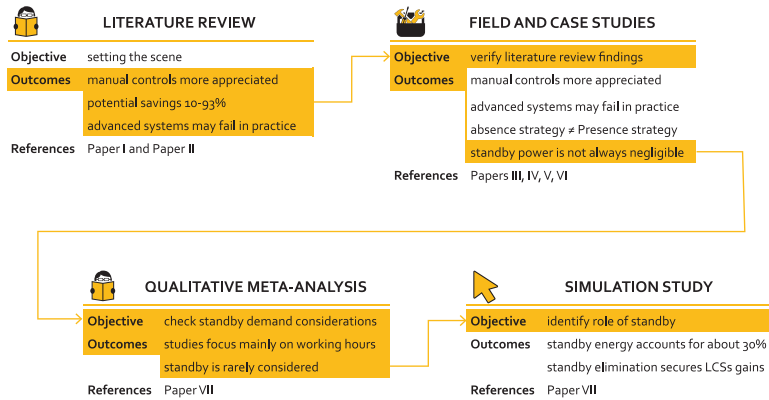 LITERATURE REVIEW
Objective setting the scene
Outcomes manual controls more appreciated
potential savings 10-93%
advanced systems may fail in practice
References Paper I and Paper II
FIELD AND CASE STUDIES
Objective verify literature review findings
Outcomes manual controls more appreciated
advanced systems may fail in practice
absence strategy ≠ Presence strategy
standby power is not always negligible
References Papers III, IV, V, VI
QUALITATIVE META-ANALYSIS
Objective check standby demand considerations
Outcomes studies focus mainly on working hours
standby is rarely considered
References Paper VII
SIMULATION STUDY
Objective identify role of standby
Outcomes standby energy accounts for about 30%
standby elimination secures LCSs gains
References Paper VII